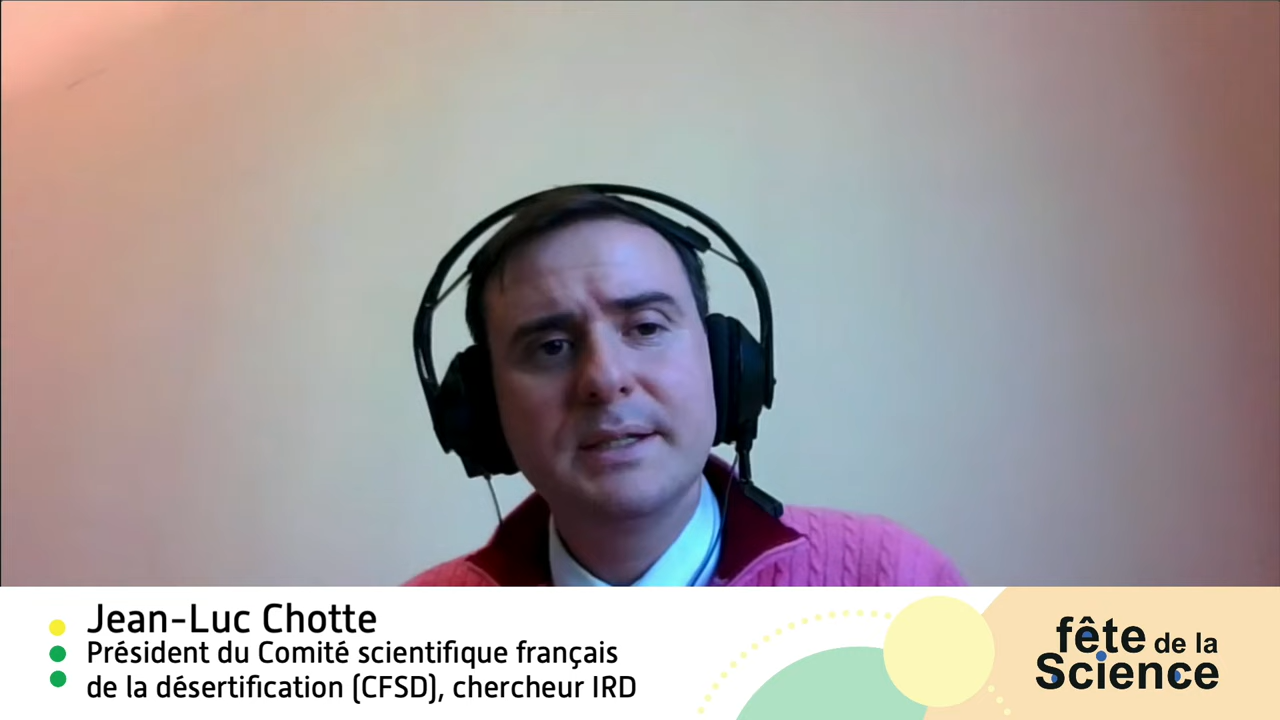 Jean-Luc Chotte
Président du Comité scientifique français
de la désertification (CFSD), chercheur IRD
fête de la
Science